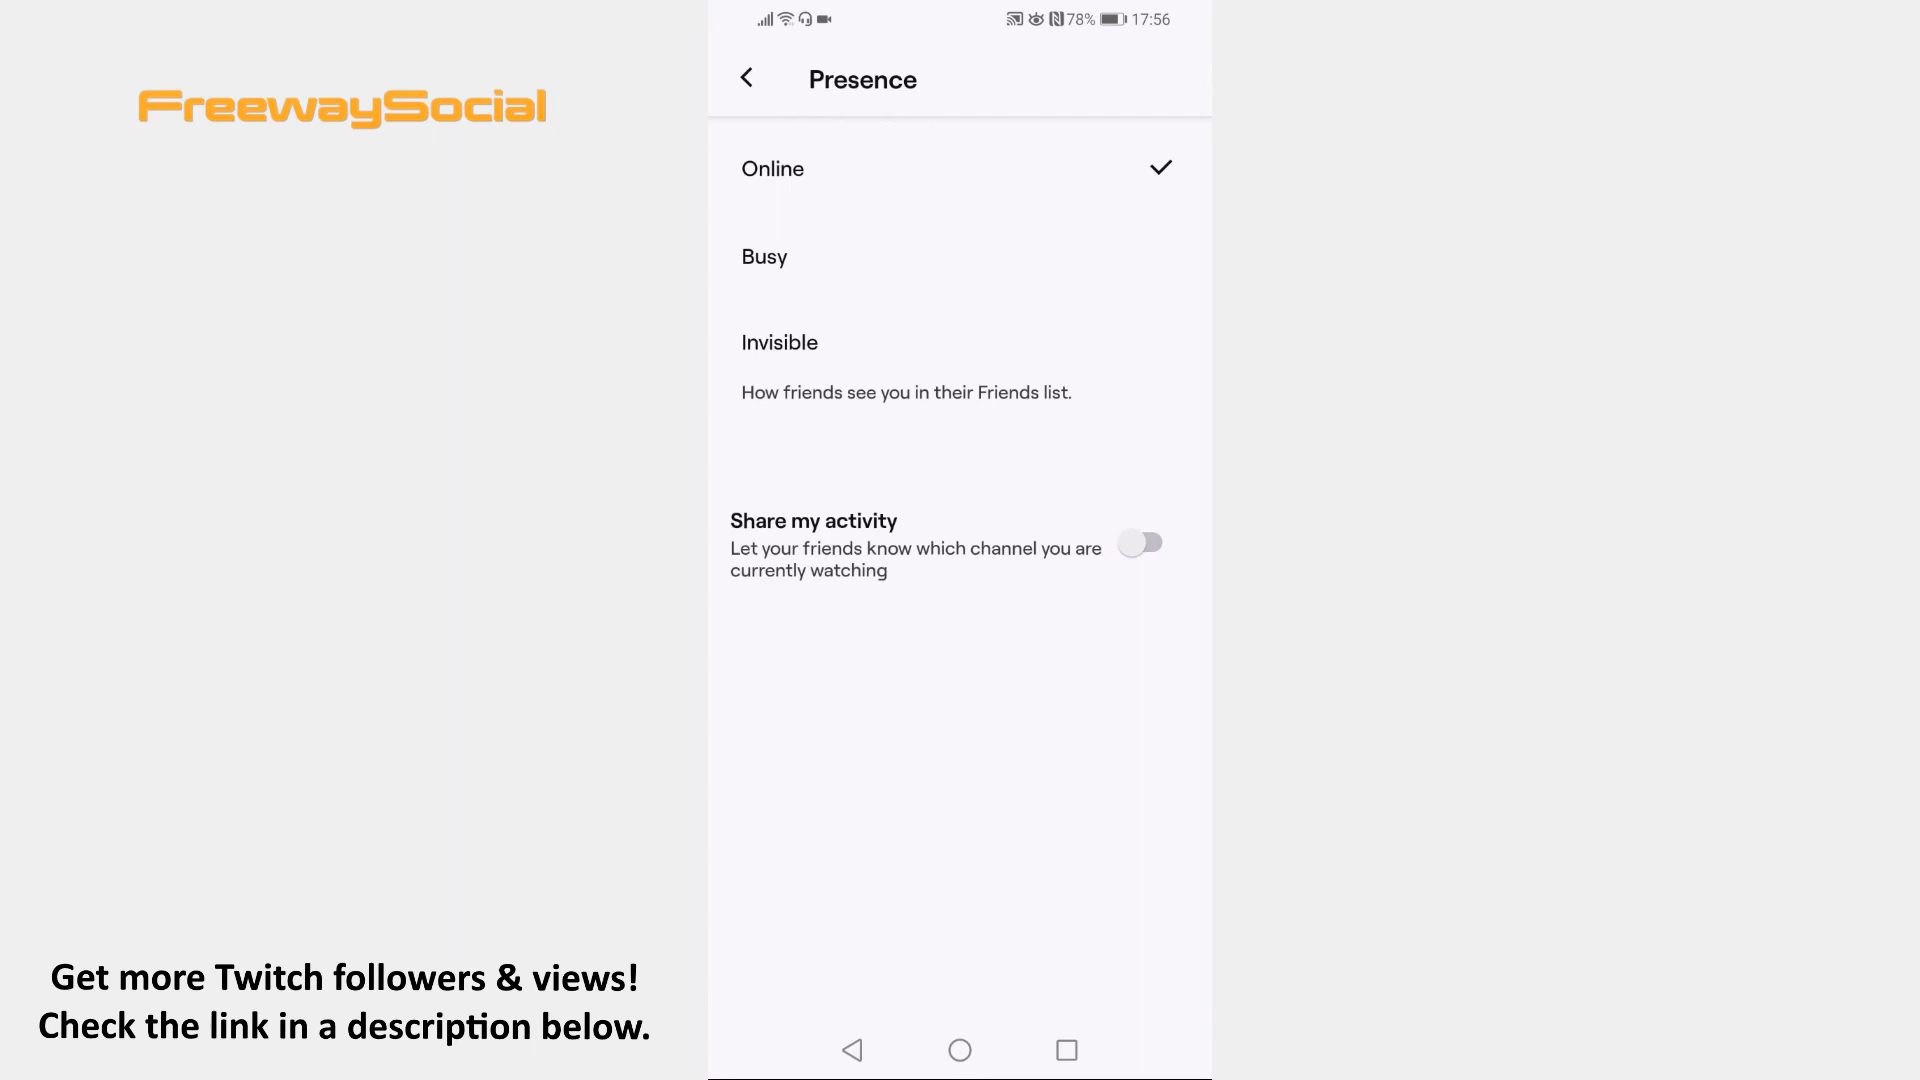 FreewaySocial
78% 17:56
Presence
Online
Busy
Invisible
How friends see you in their Friends list.
Share my activity
Let your friends know which channel you are
currently watching
Get more Twitch followers & views!
Check the link in a description below.